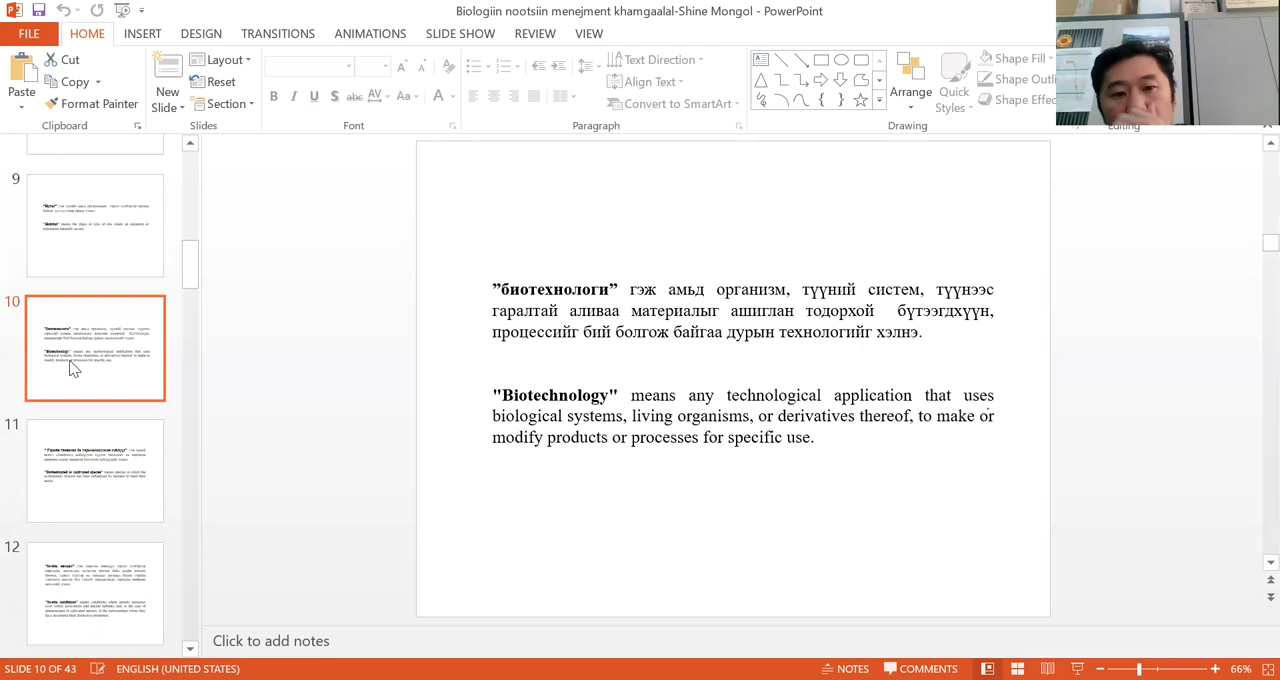 Biologiin nootsiin menejment khamgaalal-Shine Mongol - PowerPoint
FILE
HOME
INSERT
DESIGN
TRANSITIONS
ANIMATIONS
SLIDE SHOW
REVIEW
VIEW
Paste
Cut
Copy
Format Painter
Clipboard
New
Slide
Layout
Reset
Section
Slides
B I U S abc AV Aa A
Font
Text Direction
Align Text
Convert to SmartArt
Paragraph
Arrange
Quick
Styles
Shape Fill
Shape Outli
Shape Effec
Drawing
Editing
9
10
11
12
”биотехнологи” гэж амьд организм, түүний систем, түүнээс
гаралтай аливаа материалыг ашиглан тодорхой бүтээгдхүүн,
процессийг бий болгож байгаа дурын технологийг хэлнэ.
"Biotechnology" means any technological application that uses
biological systems, living organisms, or derivatives thereof, to make or
modify products or processes for specific use.
Click to add notes
SLIDE 10 OF 43
ENGLISH (UNITED STATES)
NOTES
COMMENTS
66%